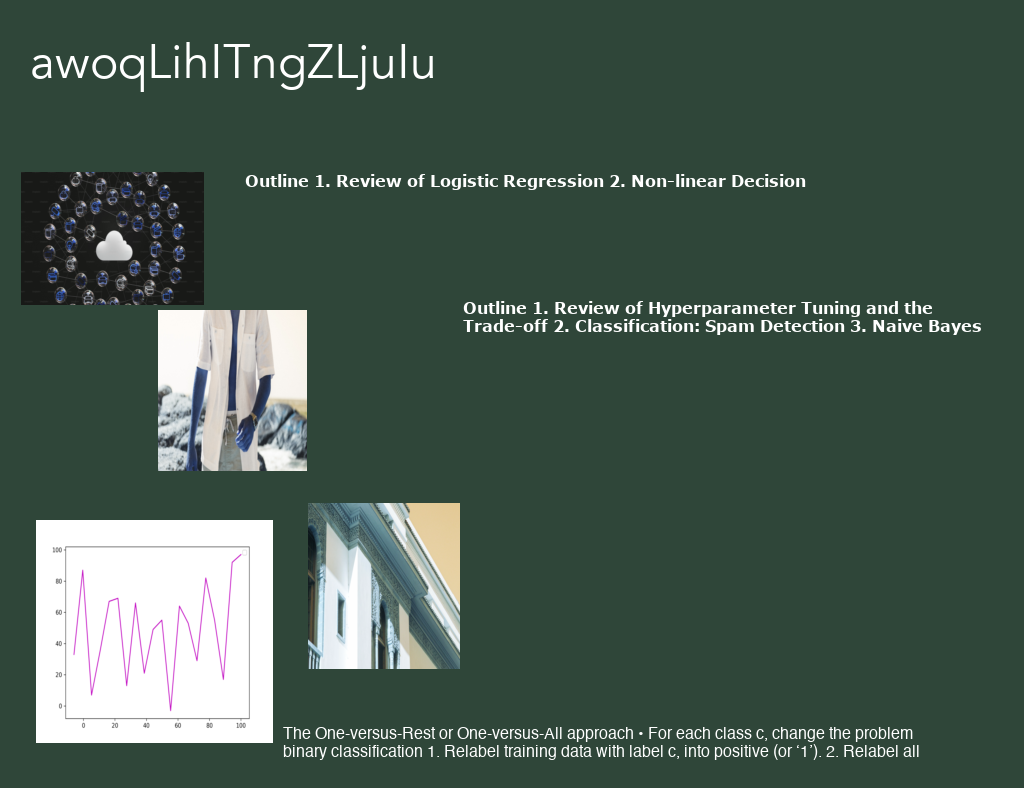 awoqLihITngZLjuIu
Outline 1. Review of Logistic Regression 2. Non-linear Decision
Outline 1. Review of Hyperparameter Tuning and the
Trade-off 2. Classification: Spam Detection 3. Naive Bayes
100
80
60
40
20
0
0 20 40 60 80 100
The One-versus-Rest or One-versus-All approach • For each class c, change the problem
binary classification 1. Relabel training data with label c, into positive (or ‘1’). 2. Relabel all